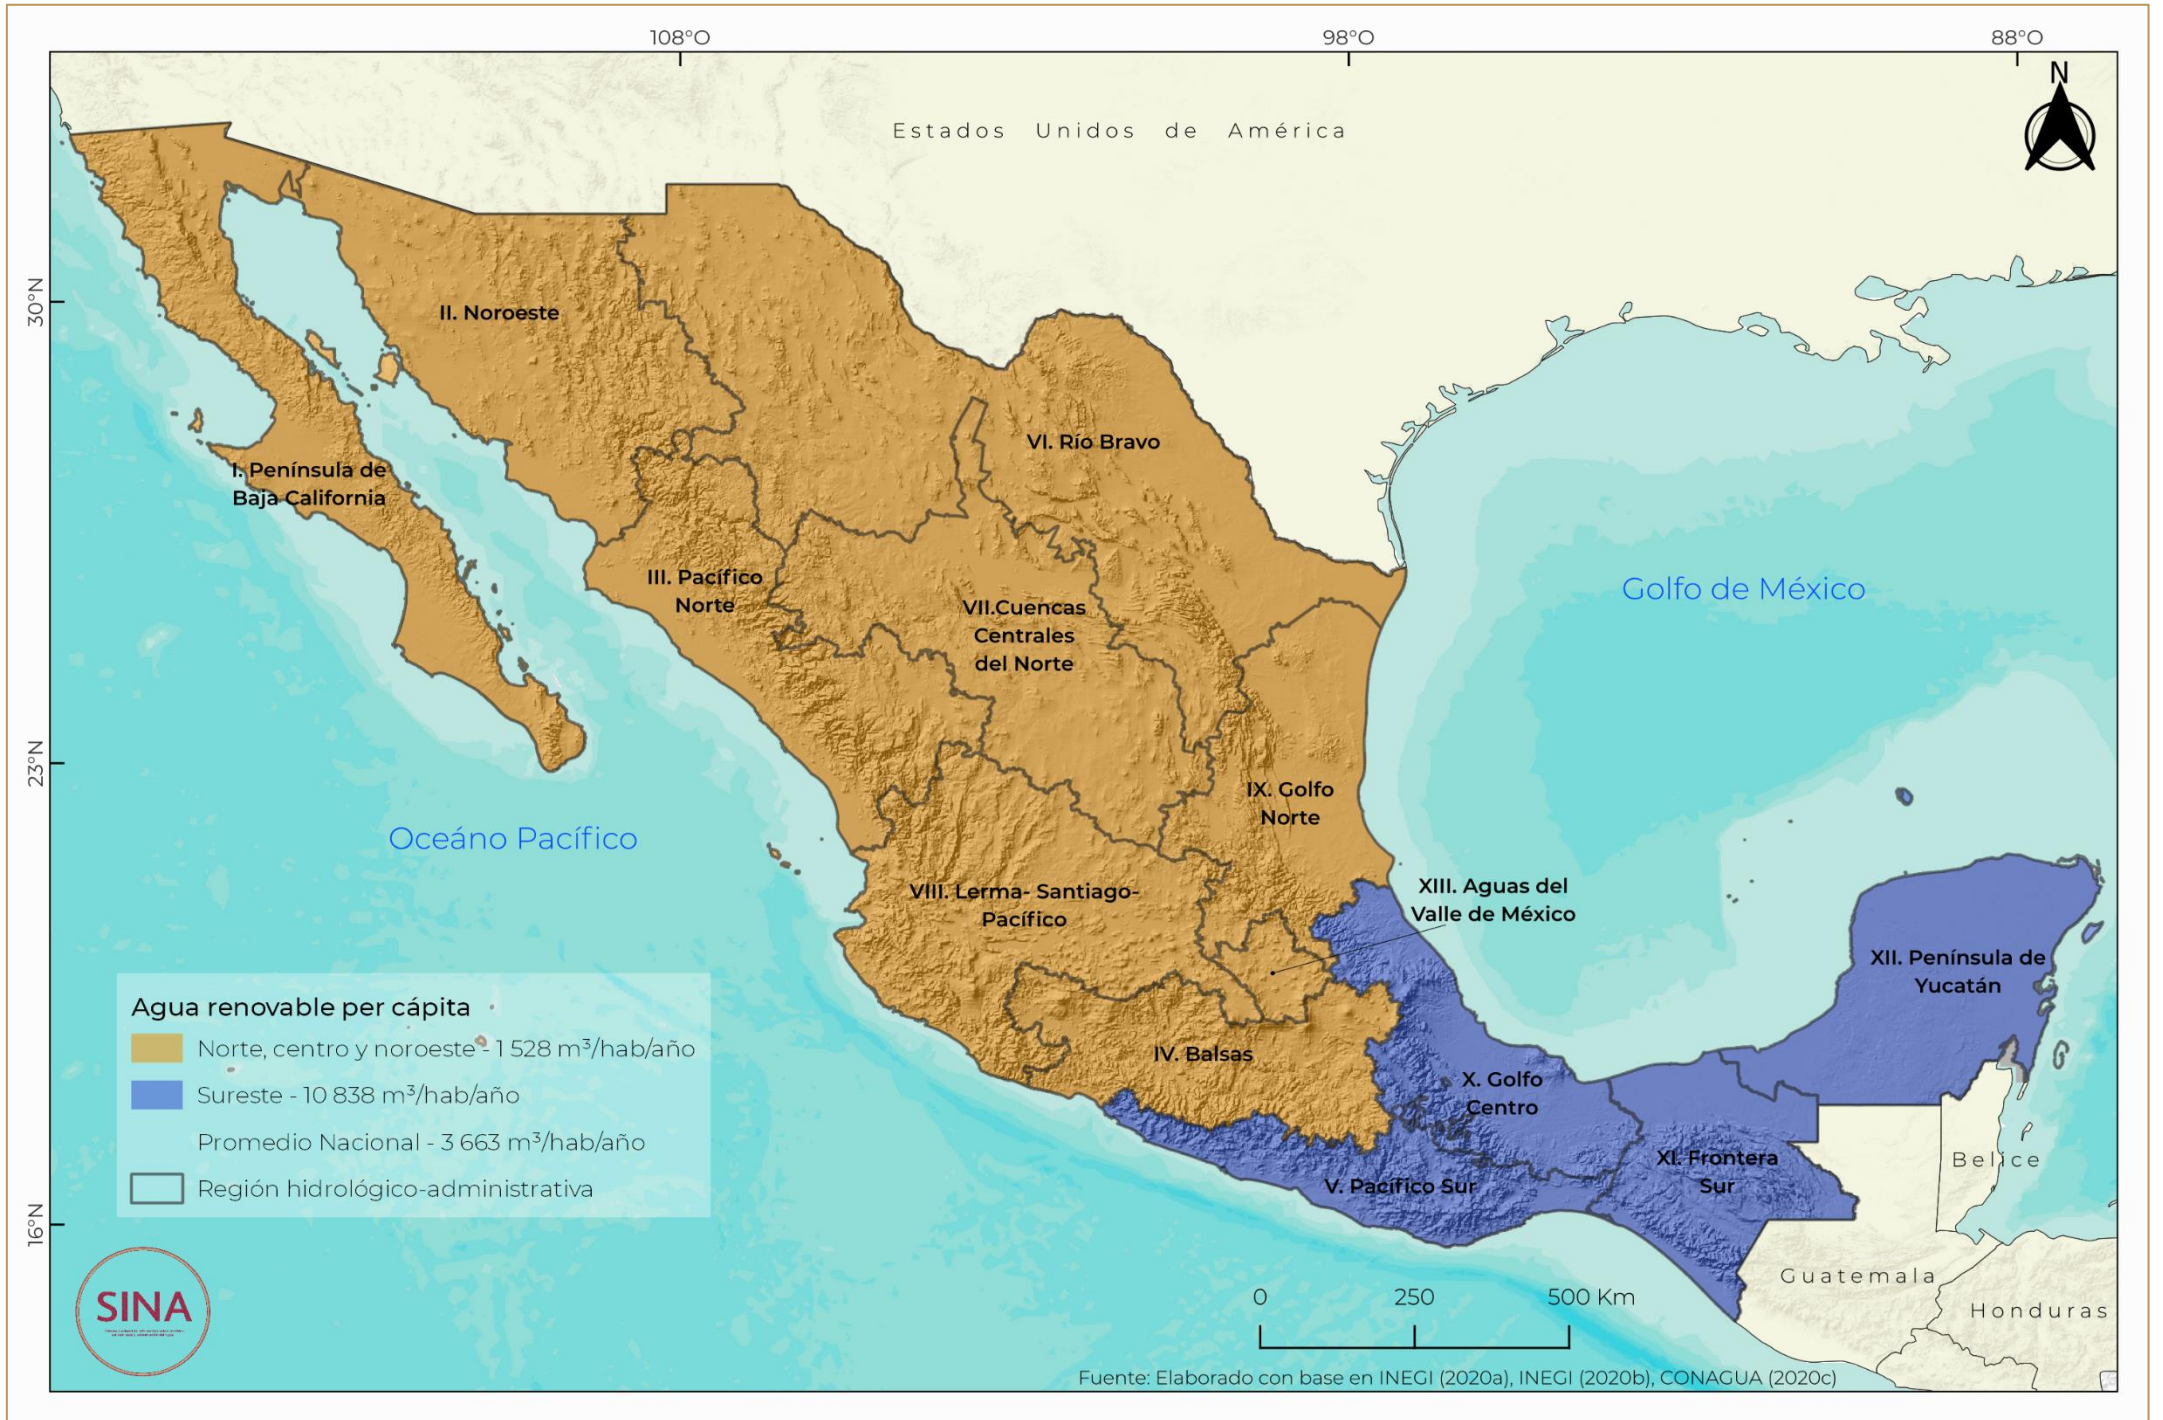 108°O
98°O
88°O
N
Estados Unidos de América
30°N
II. Noroeste
VI. Río Bravo
I. Península de
Baja California
III. Pacífico
Norte
VII.Cuencas
Centrales
del Norte
Golfo de México
23°N
IX. Golfo
Norte
Oceáno Pacífico
VIII. Lerma- Santiago-
Pacífico
XIII. Aguas del
Valle de México
XII. Península de
Yucatán
Agua renovable per cápita
Norte, centro y noroeste - 1 528 m³/hab/año
Sureste - 10 838 m³/hab/año
Promedio Nacional - 3 663 m³/hab/año
Región hidrológico-administrativa
IV. Balsas
X. Golfo
Centro
XI. Frontera
Sur
V. Pacífico Sur
Belice
16°N
Guatemala
Honduras
SINA
0 250 500 Km
Fuente: Elaborado con base en INEGI (2020a), INEGI (2020b), CONAGUA (2020c)